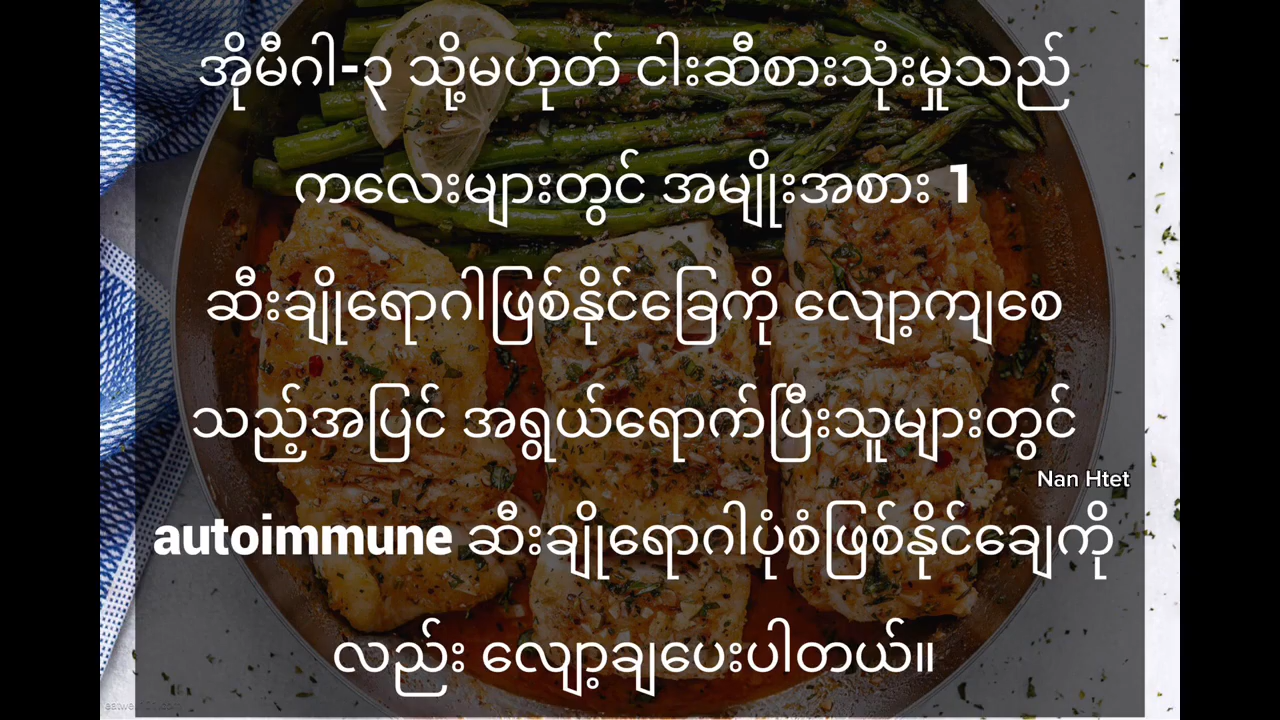 အိုမီဂါ-၃ သို့မဟုတ် ငါးဆီစားသုံးမှုသည်
ကလေးများတွင် အမျိုးအစား 1
ဆီးချိုရောဂါဖြစ်နိုင်ခြေကို လျော့ကျစေ
သည့်အပြင် အရွယ်ရောက်ပြီးသူများတွင်
Nan Htet
autoimmune ဆီးချိုရောဂါပုံစံဖြစ်နိုင်ချေကို
လည်း လျော့ချပေးပါတယ်။